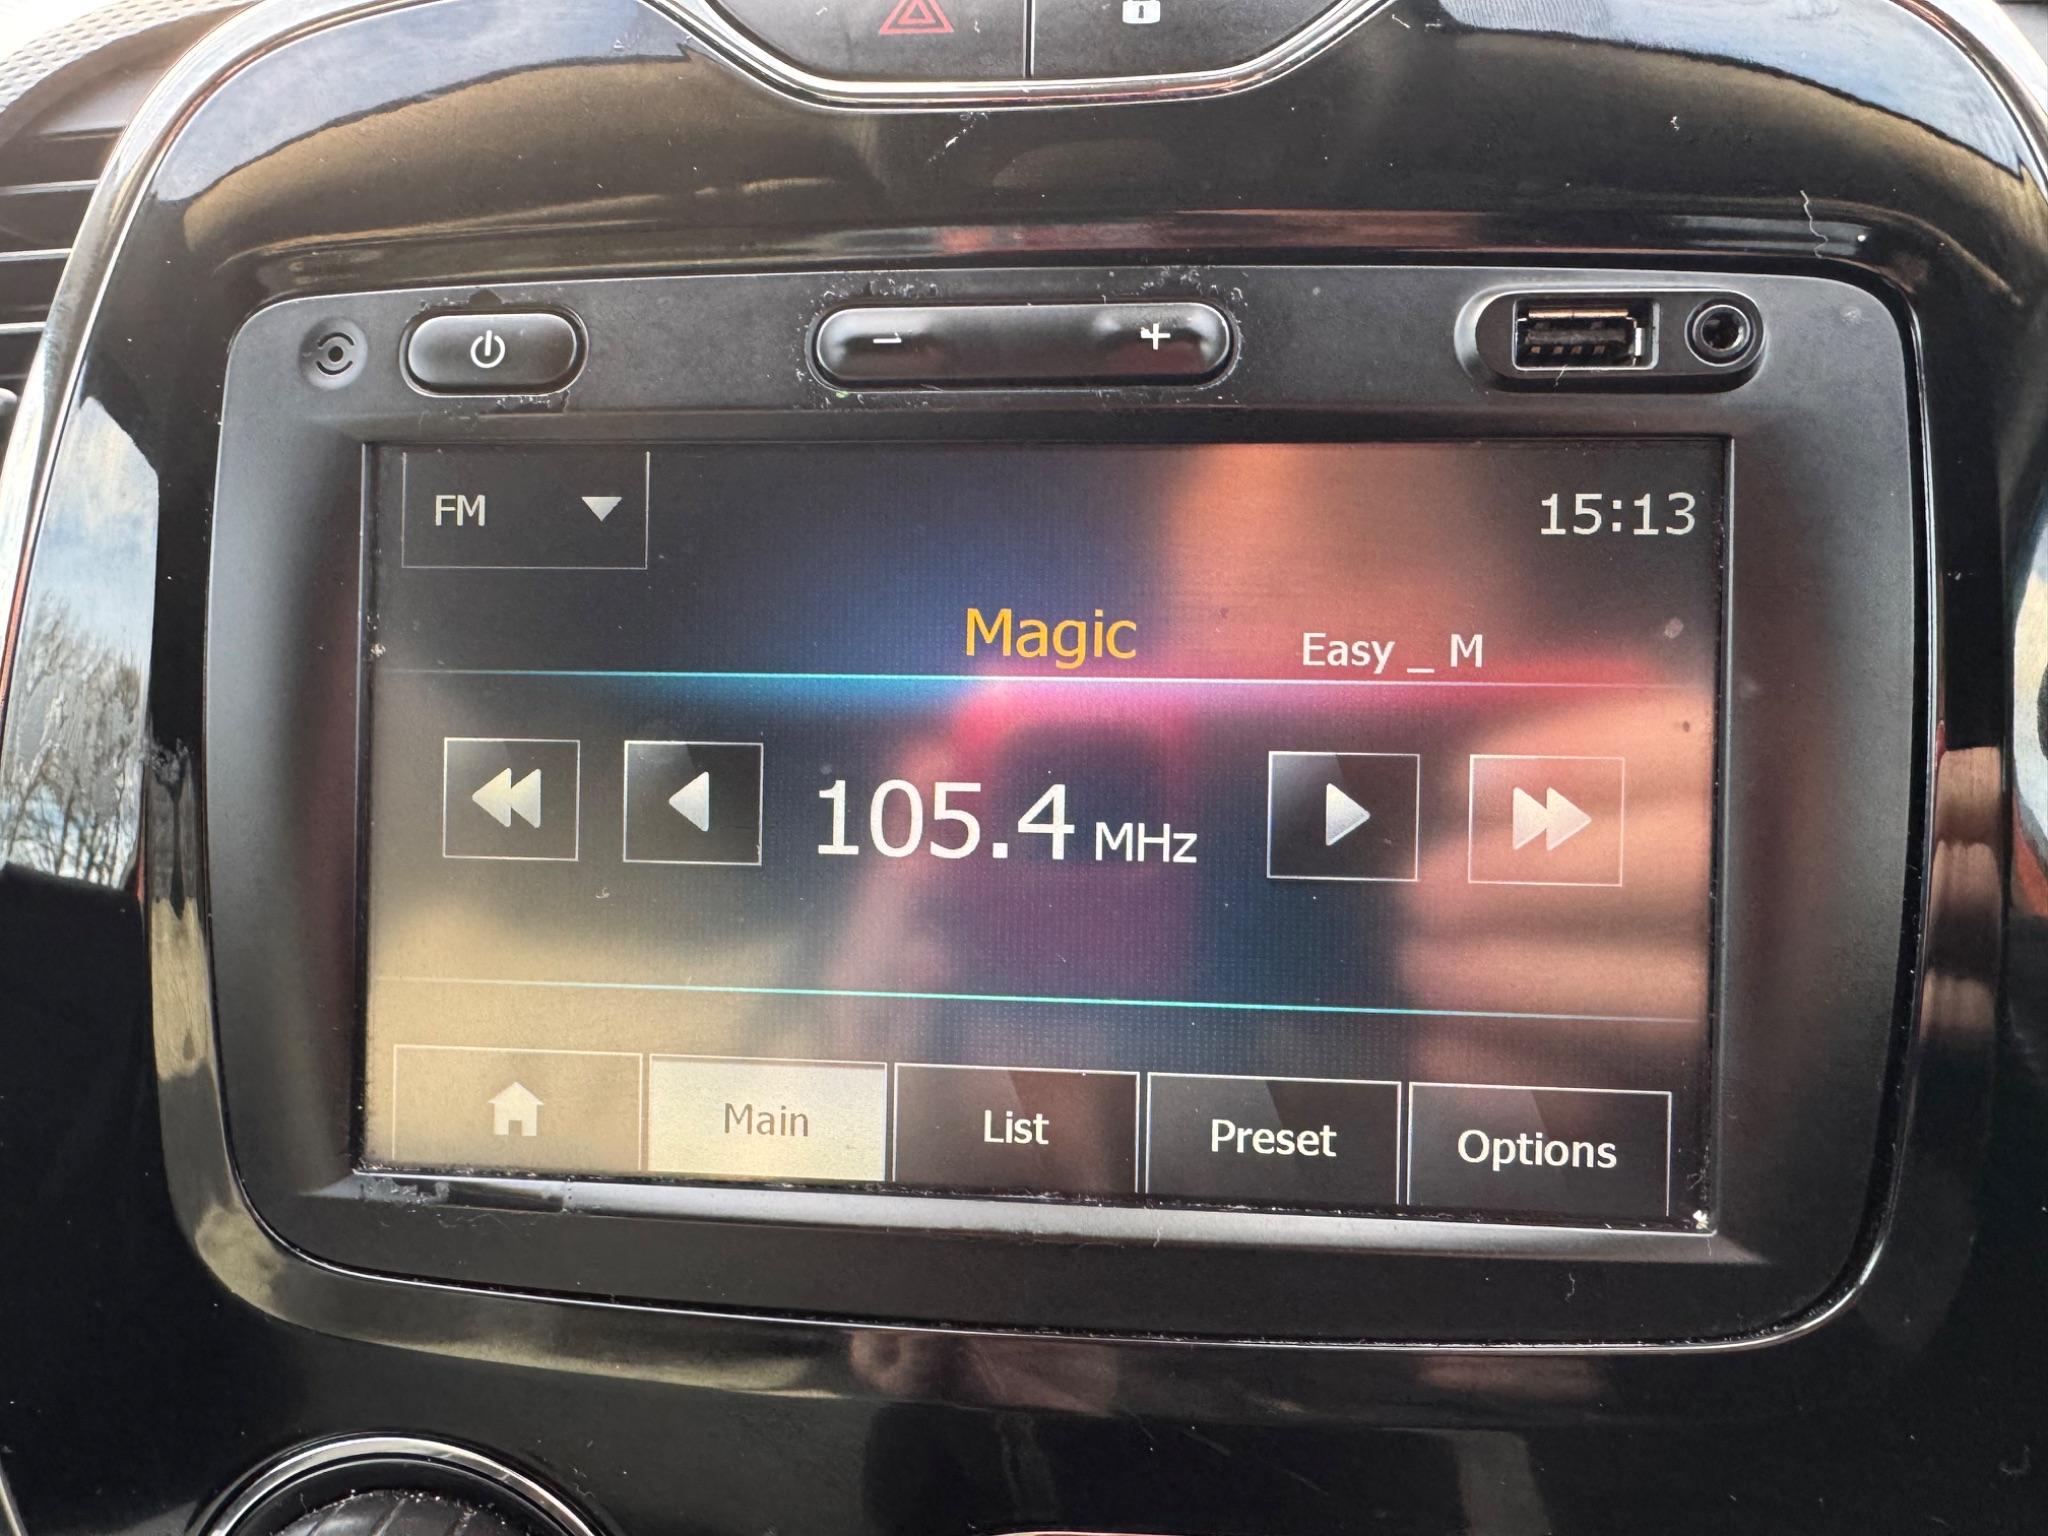 FM
15:13
Magic
Easy _ M
105.4 MHz
Main
List
Preset
Options